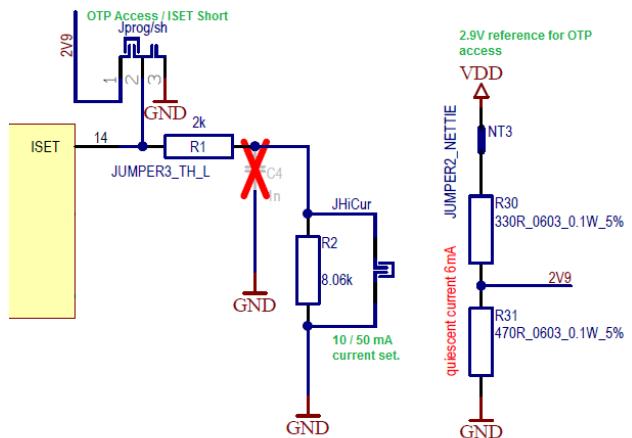 OTP Access / ISET Short
Jprog/sh
2V9
1
2
3
GND
2k
ISET
14
R1
JUMPER3_TH_L
C4
1n
GND
JHiCur
R2
8.06k
10 / 50 mA
current set.
GND
2.9V reference for OTP
access
VDD
NT3
JUMPER2_NETTIE
R30
330R_0603_0.1W_5%
2V9
quiescent current 6mA
R31
470R_0603_0.1W_5%
GND